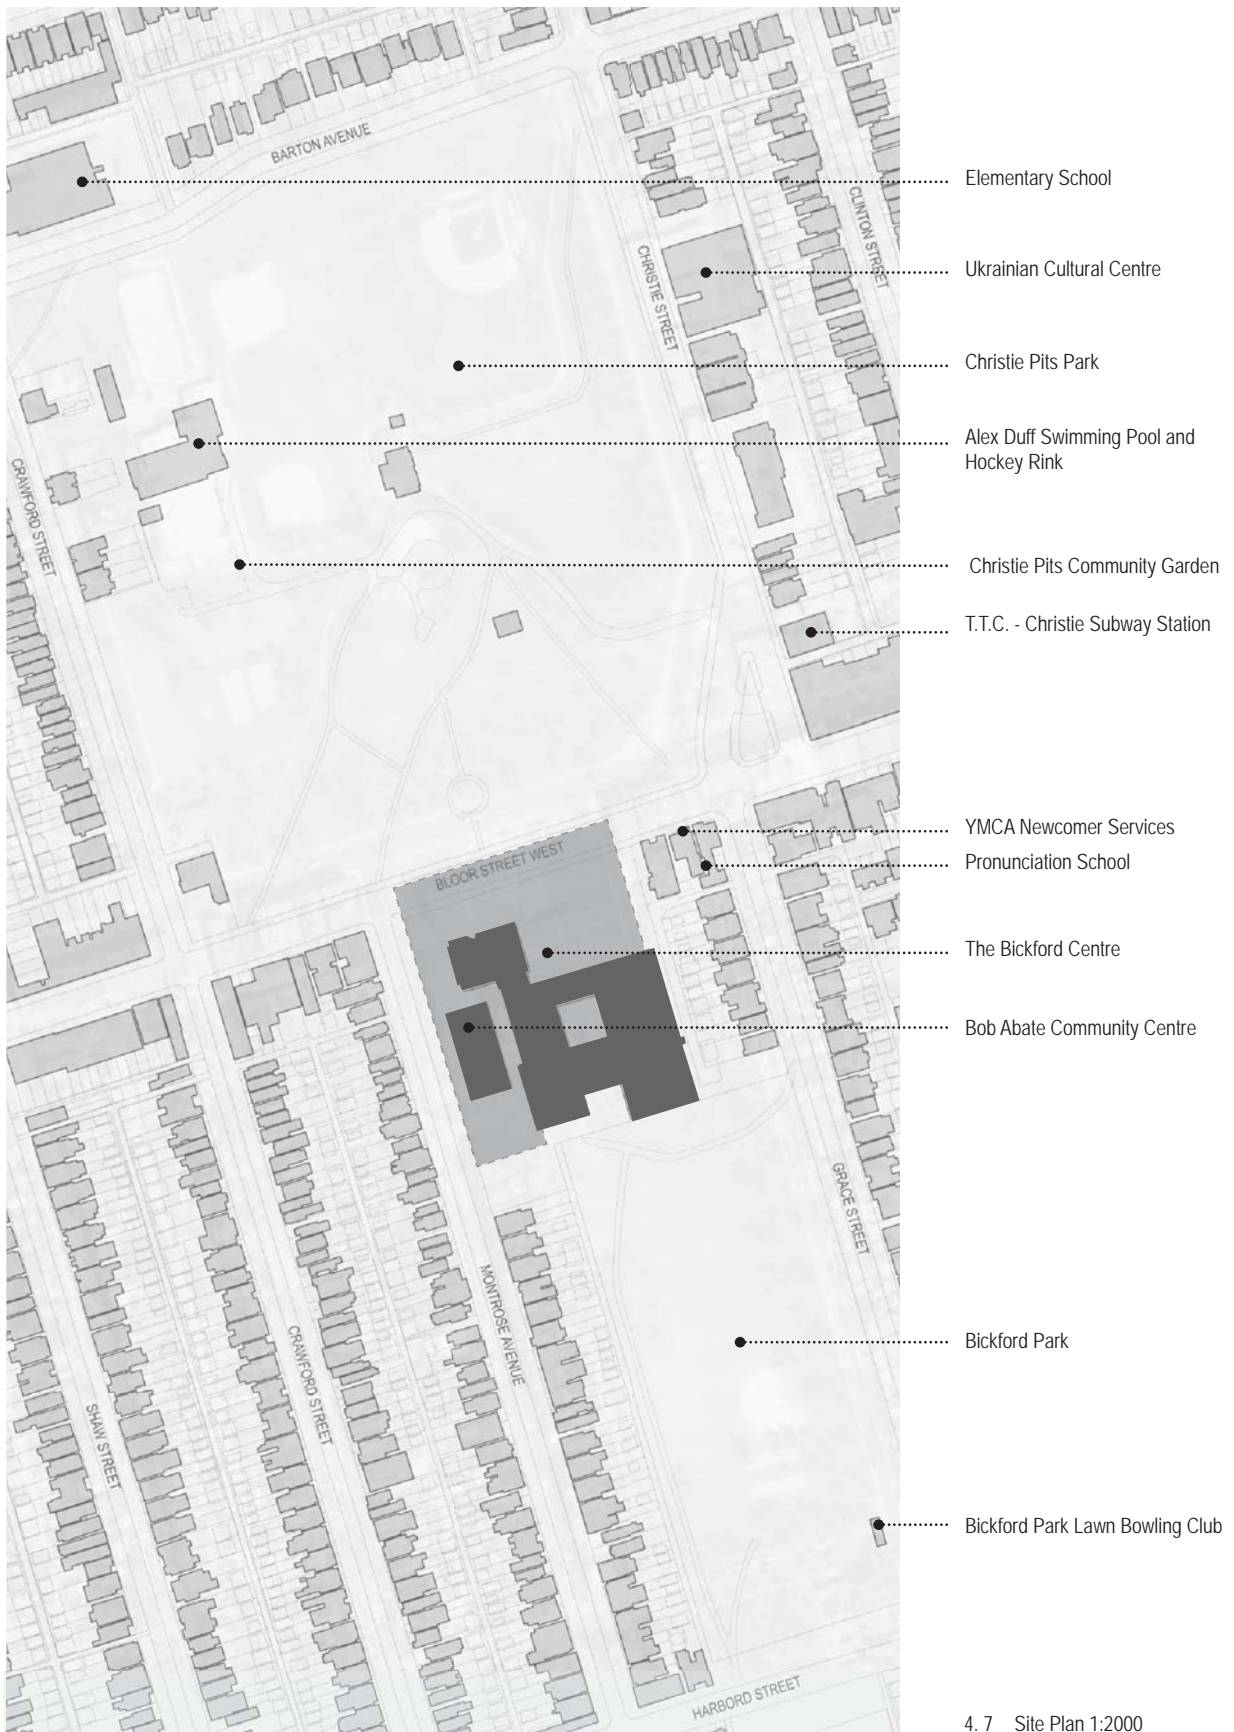 BARTON AVENUE
Elementary School
CLINTON STREET
Ukrainian Cultural Centre
CHRISTIE STREET
Christie Pits Park
Alex Duff Swimming Pool and
Hockey Rink
CRAWFORD STREET
Christie Pits Community Garden
T.T.C. - Christie Subway Station
YMCA Newcomer Services
Pronunciation School
BLOOR STREET WEST
The Bickford Centre
Bob Abate Community Centre
GRACE STREET
MONTROSE AVENUE
Bickford Park
CRAWFORD STREET
SHAW STREET
Bickford Park Lawn Bowling Club
HARBORD STREET
4. 7 Site Plan 1:2000